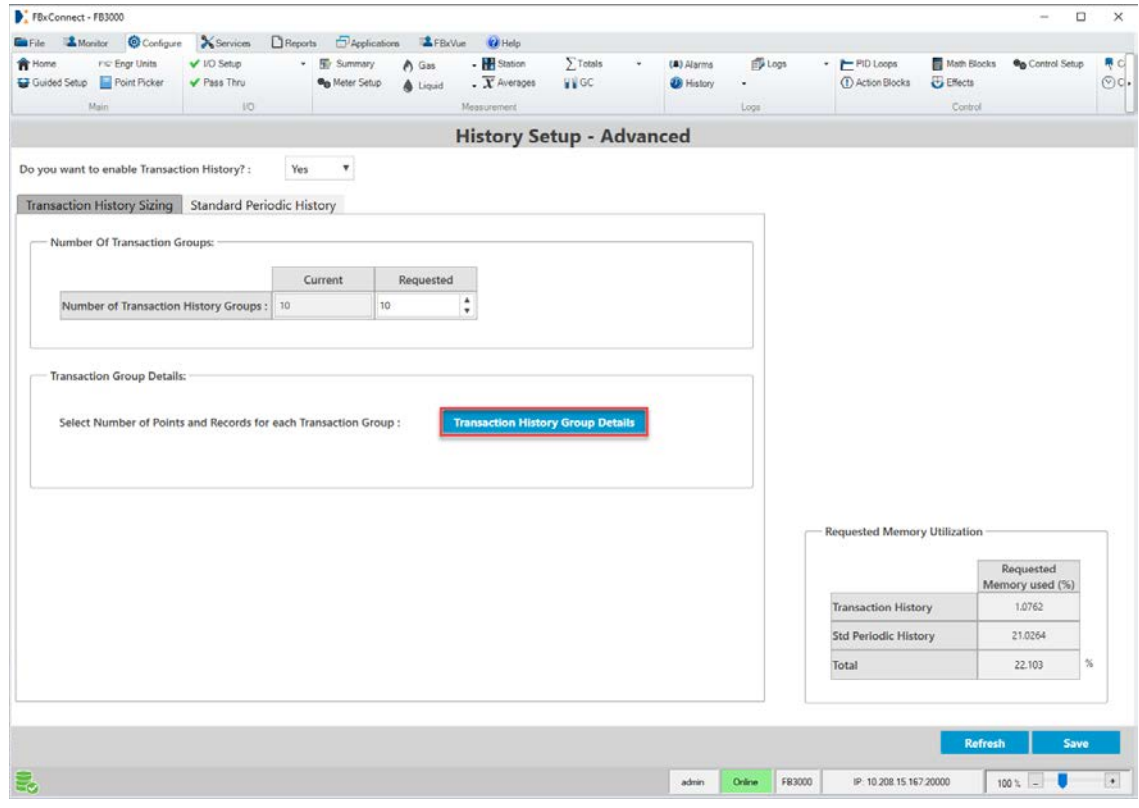 FBxConnect - FB3000
File Monitor Configure Services Reports Applications FBxVue Help
Home Engr Units I/O Setup Summary Gas Station Totals (▲) Alarms Logs PID Loops Math Blocks Control Setup C
Guided Setup Point Picker Pass Thru Meter Setup Liquid Averages GC History Action Blocks Effects C
Main I/O Measurement Logs Control
History Setup - Advanced
Do you want to enable Transaction History? : Yes
Transaction History Sizing Standard Periodic History
Number Of Transaction Groups:
Current Requested
Number of Transaction History Groups : 10 10
Transaction Group Details:
Select Number of Points and Records for each Transaction Group : Transaction History Group Details
Requested Memory Utilization
Requested
Memory used (%)
Transaction History 1.0762
Std Periodic History 21.0264
Total 22.103 %
Refresh Save
admin Online FB3000 IP: 10.208.15.167:20000 100 % - +